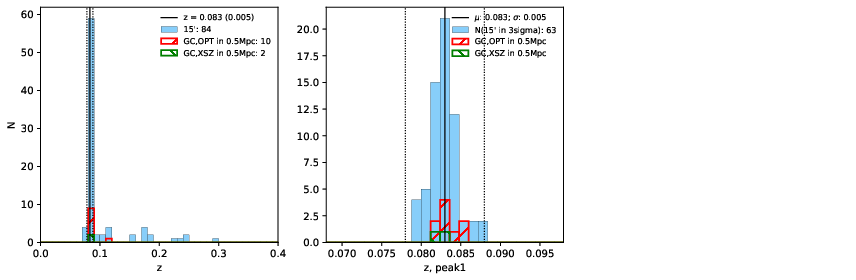 z = 0.083 (0.005)
15': 84
GC,OPT in 0.5Mpc: 10
GC,XSZ in 0.5Mpc: 2
60
50
40
30
20
10
0
N
0.0
0.1
0.2
0.3
0.4
z
μ: 0.083; σ: 0.005
N(15' in 3sigma): 63
GC,OPT in 0.5Mpc
GC,XSZ in 0.5Mpc
20.0
17.5
15.0
12.5
10.0
7.5
5.0
2.5
0.0
0.070
0.075
0.080
0.085
0.090
0.095
z, peak1